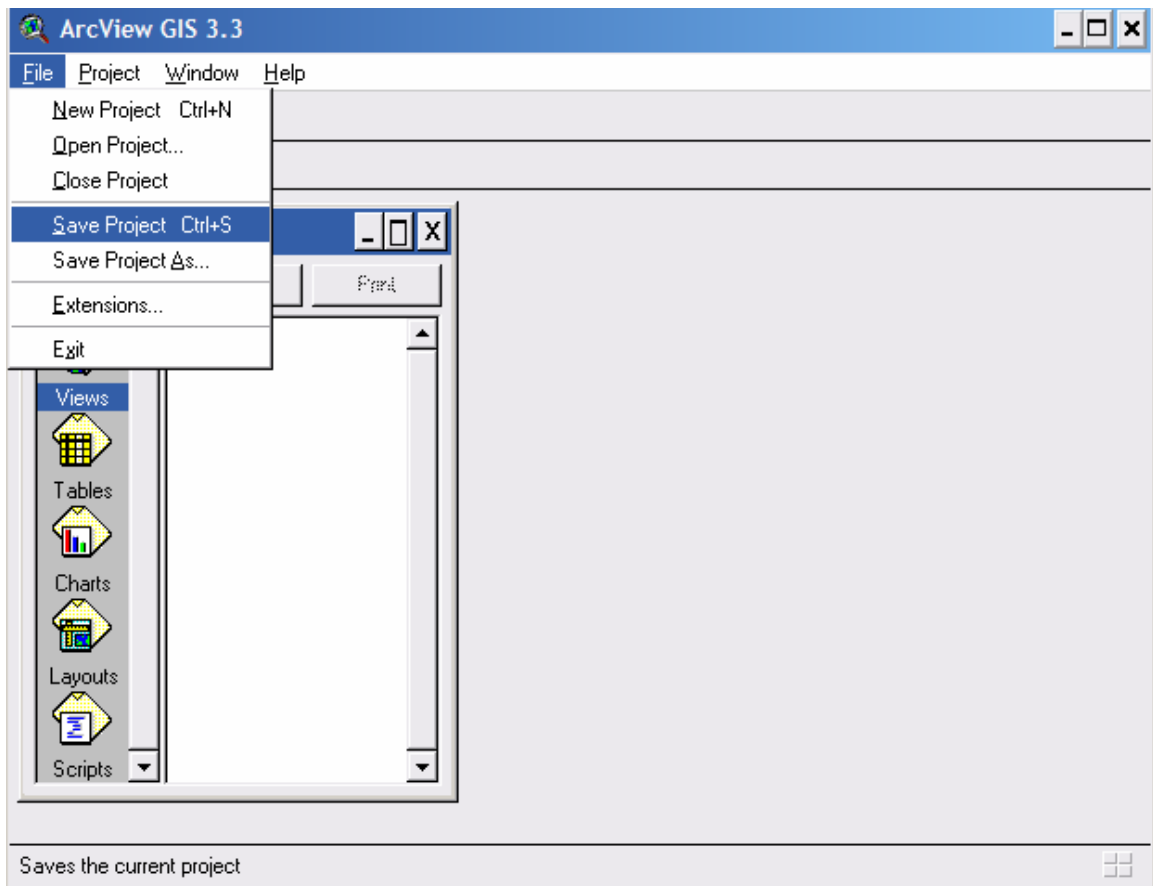 ArcView GIS 3.3
File Project Window Help
New Project Ctrl+N
Open Project...
Close Project
Save Project Ctrl+S
Save Project As...
Extensions...
Exit
Print
Views
Tables
Charts
Layouts
Scripts
Saves the current project